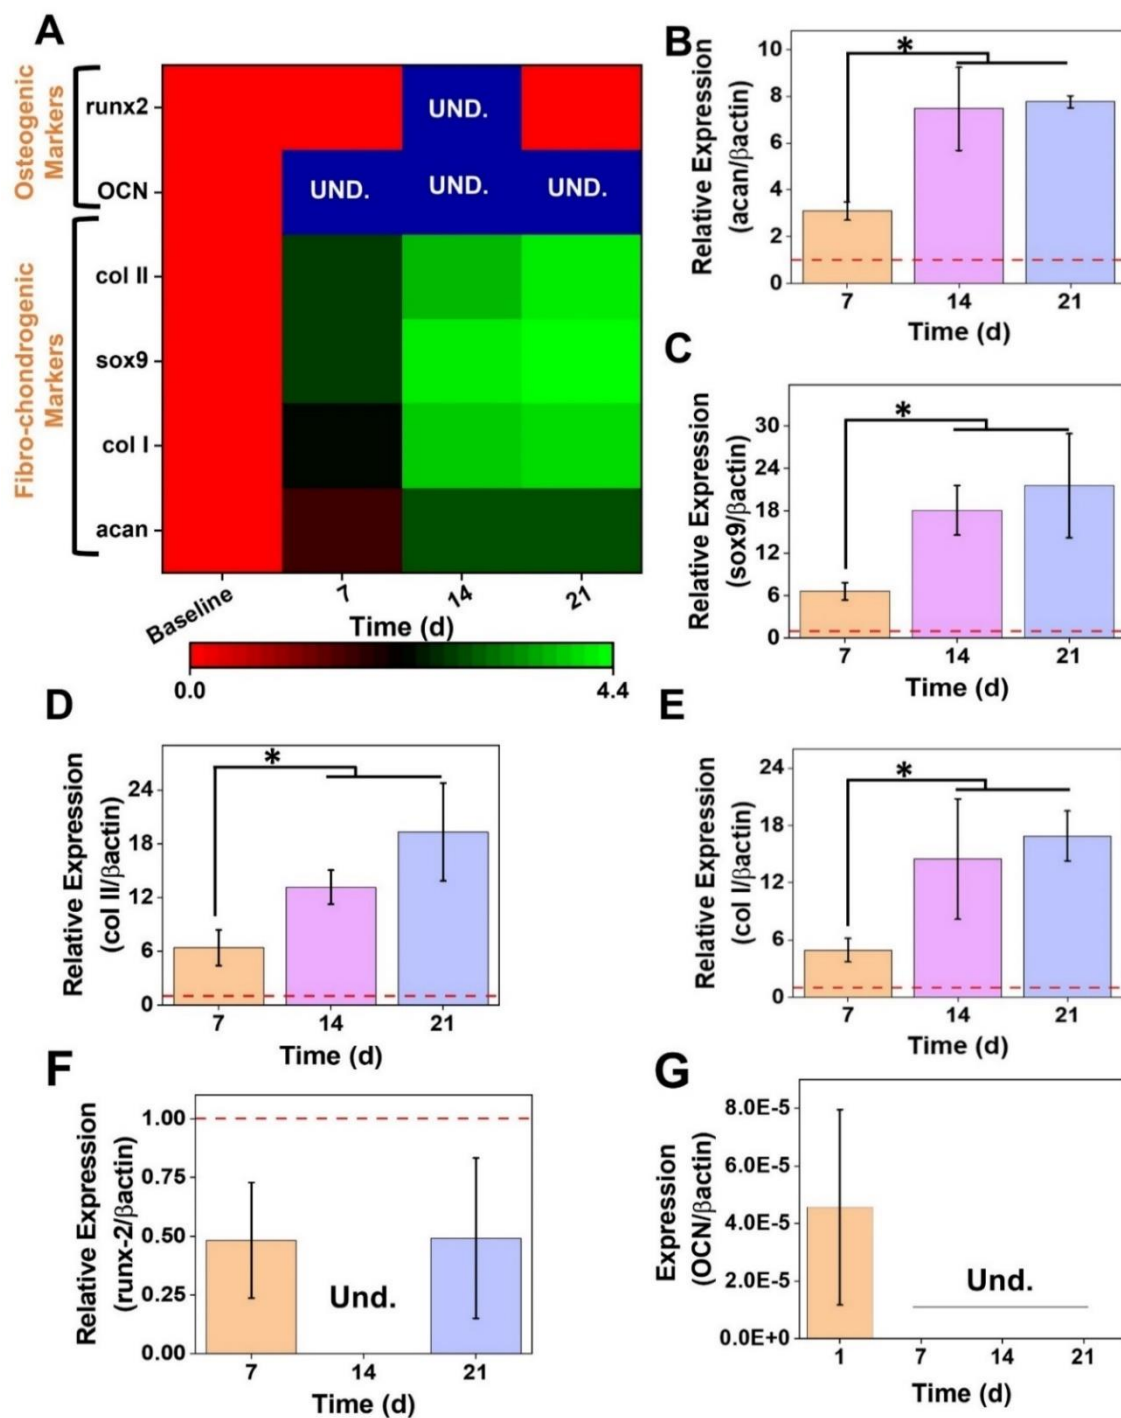 A
Osteogenic
Markers
Fibro-chondrogenic
Markers
runx2
OCN
col II
sox9
col I
acan
UND.
UND.
UND.
UND.
Baseline
7
14
21
Time (d)
0.0
4.4
B
Relative Expression
(acan/βactin)
10
8
6
4
2
0
*
7
14
21
Time (d)
C
Relative Expression
(sox9/βactin)
30
24
18
12
6
0
*
7
14
21
Time (d)
D
Relative Expression
(col II/βactin)
24
18
12
6
0
*
7
14
21
Time (d)
E
Relative Expression
(col I/βactin)
24
18
12
6
0
*
7
14
21
Time (d)
F
Relative Expression
(runx-2/βactin)
1.00
0.75
0.50
0.25
0.00
Und.
7
14
21
Time (d)
G
Expression
(OCN/βactin)
8.0E-5
6.0E-5
4.0E-5
2.0E-5
0.0E+0
Und.
1
7
14
21
Time (d)